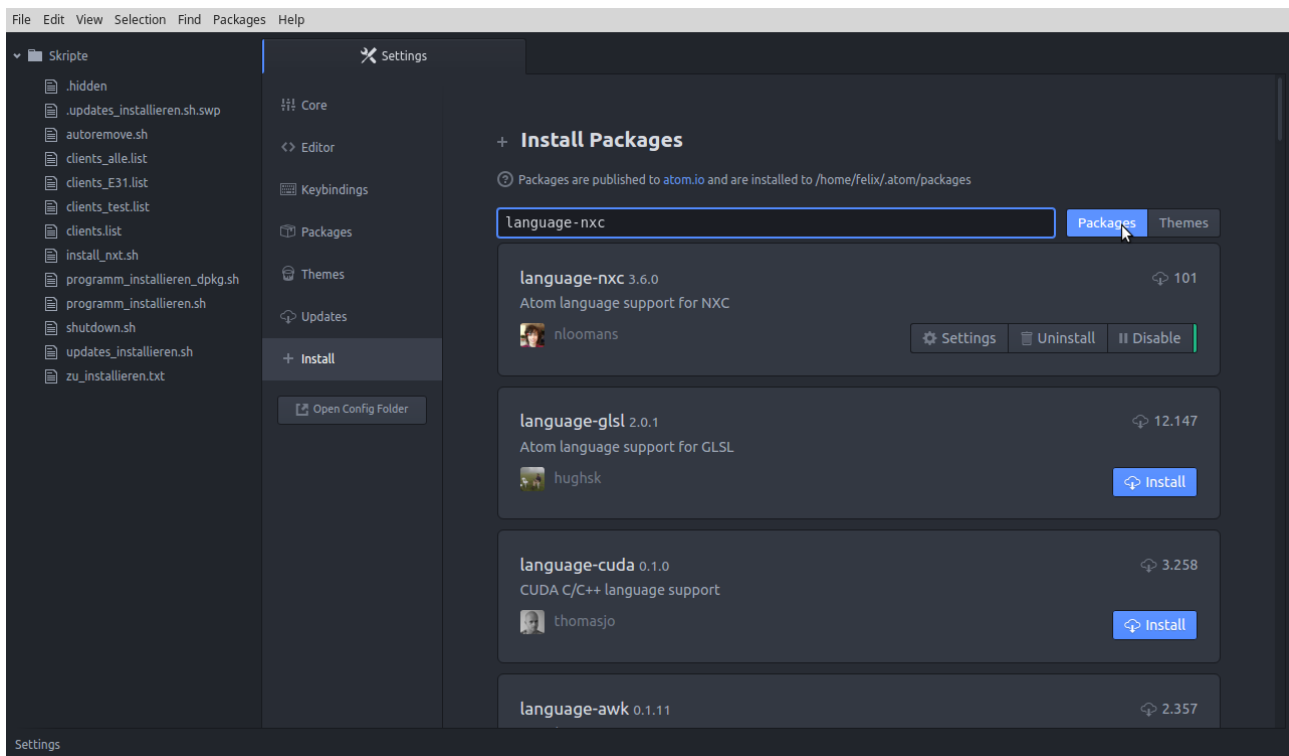 File Edit View Selection Find Packages Help
Skripte
.hidden
.updates_installieren.sh.swp
autoremove.sh
clients_alle.list
clients_E31.list
clients_test.list
clients.list
install_nxt.sh
programm_installieren_dpkg.sh
programm_installieren.sh
shutdown.sh
updates_installieren.sh
zu_installieren.txt
Settings
Core
Editor
Keybindings
Packages
Themes
Updates
+ Install
Open Config Folder
+ Install Packages
? Packages are published to atom.io and are installed to /home/felix/.atom/packages
language-nxc
Packages Themes
language-nxc 3.6.0 101
Atom language support for NXC
nloomans
Settings Uninstall Disable
language-glsl 2.0.1 12.147
Atom language support for GLSL
hughsk
Install
language-cuda 0.1.0 3.258
CUDA C/C++ language support
thomasjo
Install
language-awk 0.1.11 2.357
Settings